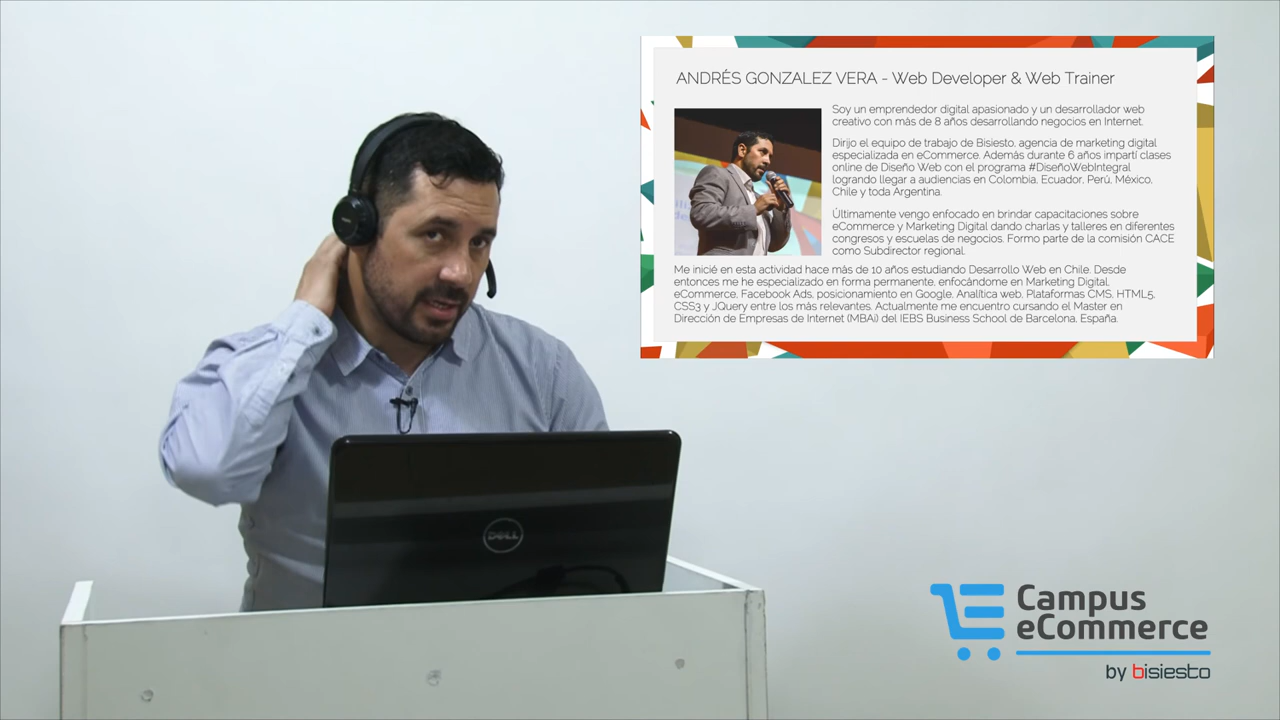 ANDRÉS GONZALEZ VERA - Web Developer & Web Trainer
Soy un emprendedor digital apasionado y un desarrollador web
creativo con màs de 8 años desarrollando negocios en Internet.
Dirijo el equipo de trabajo de Bisiesto, agencia de marketing digital
especializada en eCommerce. Además durante 6 años impartí clases
online de Diseño Web con el programa #DiseñoWebIntegral
logrando llegar a audiencias en Colombia, Ecuador, Perú, México,
Chile y toda Argentina.
Últimamente vengo enfocado en brindar capacitaciones sobre
eCommerce y Marketing Digital dando charlas y talleres en diferentes
congresos y escuelas de negocios. Formo parte de la comisión CACE
como Subdirector regional.
Me inicié en esta actividad hace más de 10 años estudiando Desarrollo Web en Chile. Desde
entonces me he especializado en forma permanente, enfocándome en Marketing Digital,
eCommerce, Facebook Ads, posicionamiento en Google, Analítica web, Plataformas CMS, HTML5,
CSS3 y JQuery entre los más relevantes. Actualmente me encuentro cursando el Master en
Dirección de Empresas de Internet (MBAi) del IEBS Business School de Barcelona, España.
DELL
Campus
eCommerce
by bisiesto